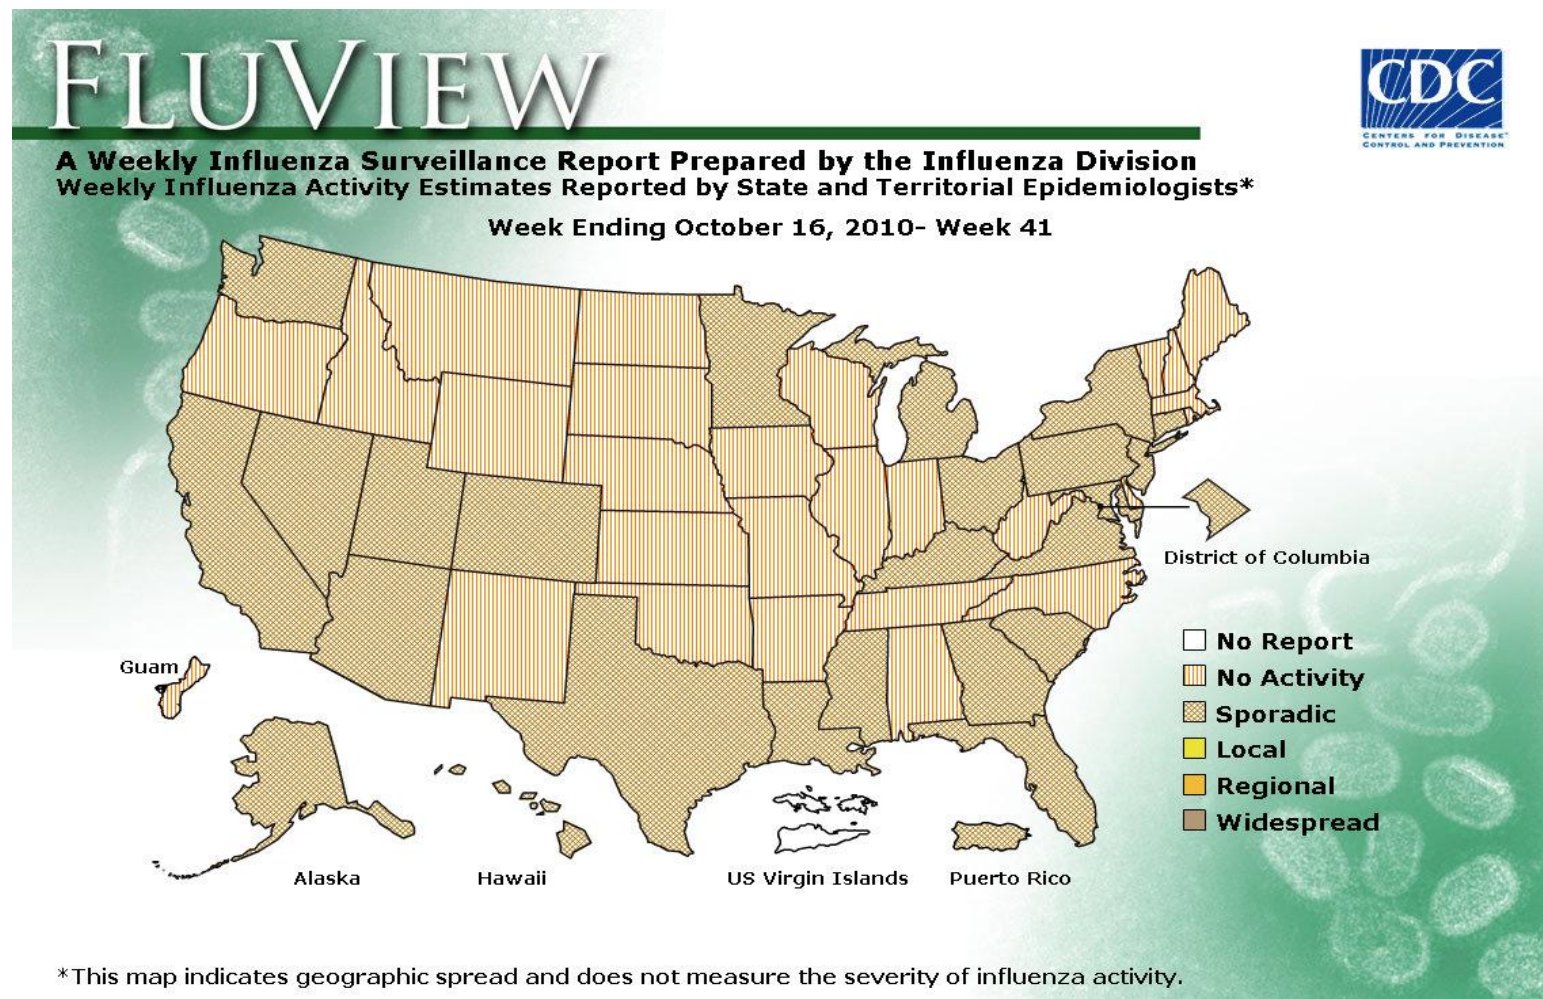 FLUVIEW
CDC
CENTERS FOR DISEASE™
CONTROL AND PREVENTION
A Weekly Influenza Surveillance Report Prepared by the Influenza Division
Weekly Influenza Activity Estimates Reported by State and Territorial Epidemiologists*
Week Ending October 16, 2010- Week 41
District of Columbia
Guam
No Report
No Activity
Sporadic
Local
Regional
Widespread
Alaska
Hawaii
US Virgin Islands
Puerto Rico
*This map indicates geographic spread and does not measure the severity of influenza activity.